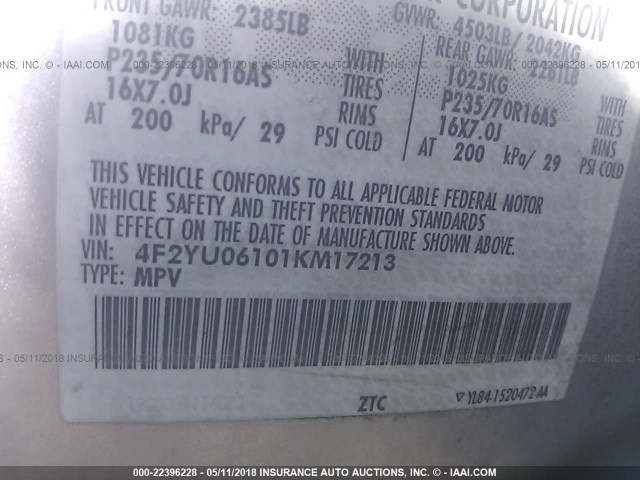 FRONT GAWR: 2385LB
1081KG WITH
P235/70R16AS TIRES
16X7.0J RIMS
AT 200 kPa/ 29 PSI COLD
CORPORATION
GVWR: 4503LB/ 2042KG
REAR GAWR: 2261LB
1025KG WITH
P235/70R16AS TIRES
16X7.0J RIMS
AT 200 kPa/ 29 PSI COLD
THIS VEHICLE CONFORMS TO ALL APPLICABLE FEDERAL MOTOR
VEHICLE SAFETY AND THEFT PREVENTION STANDARDS
IN EFFECT ON THE DATE OF MANUFACTURE SHOWN ABOVE.
VIN: 4F2YU06101KM17213
TYPE: MPV
ZTC
▽ YL84-1520472-AA
000-22396228 - 05/11/2018 INSURANCE AUTO AUCTIONS, INC. - © IAAI.COM